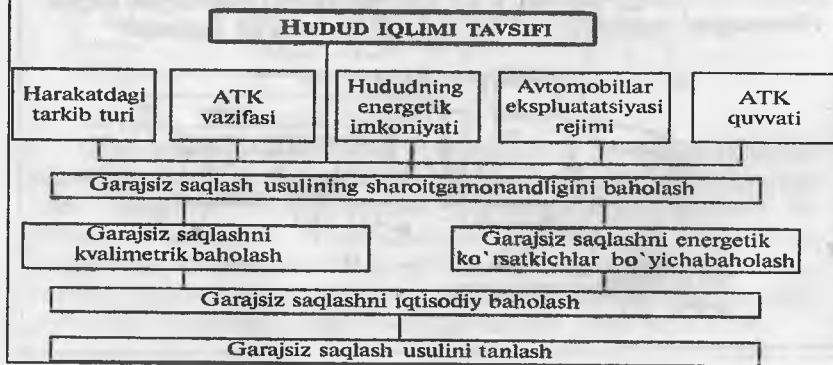 HUDUD IQLIMI TAVSIFI
Harakatdagi
tarkib turi
ATK
vazifasi
Hududning
energetik
imkoniyati
Avtomobillar
ekspluatatsiyasi
rejimi
ATK
quvvati
Garajsiz saqlash usulining sharoitgamonandligini baholash
Garajsiz saqlashni
kvalimetrik baholash
Garajsiz saqlashni energetik
ko`rsatkichlar bo`yichabaholash
Garajsiz saqlashni iqtisodiy baholash
Garajsiz saqlash usulini tanlash